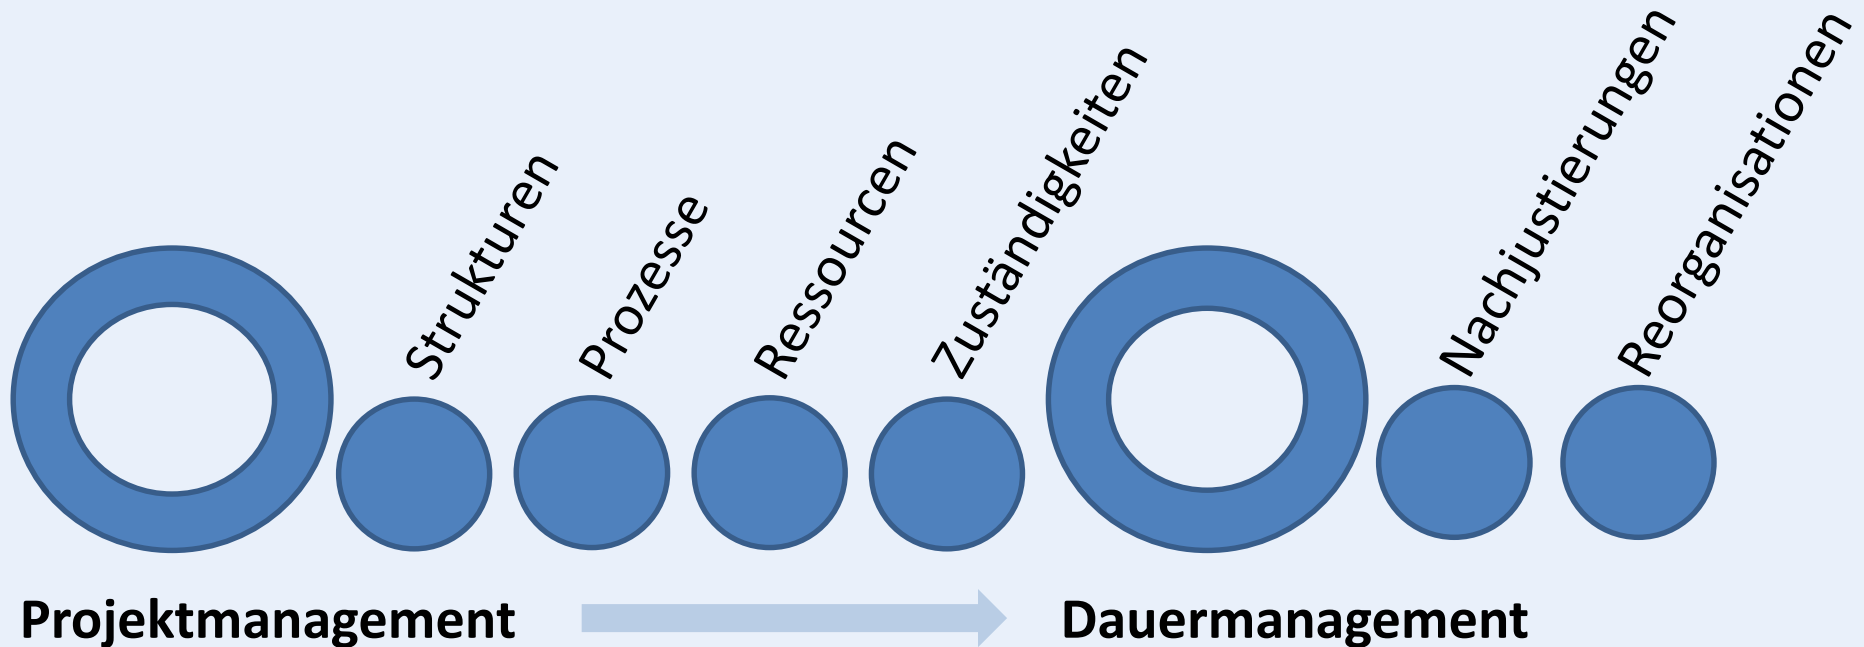 Strukturen
Prozesse
Ressourcen
Zuständigkeiten
Nachjustierungen
Reorganisationen
Projektmanagement
Dauermanagement